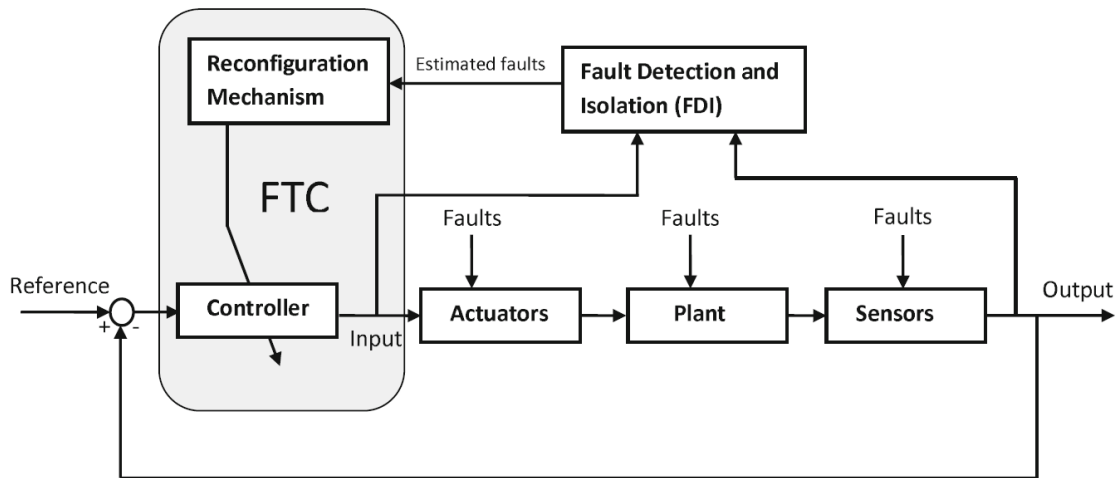 Reconfiguration
Mechanism
Estimated faults
Fault Detection and
Isolation (FDI)
FTC
Faults
Faults
Faults
Reference
+
-
Controller
Input
Actuators
Plant
Sensors
Output